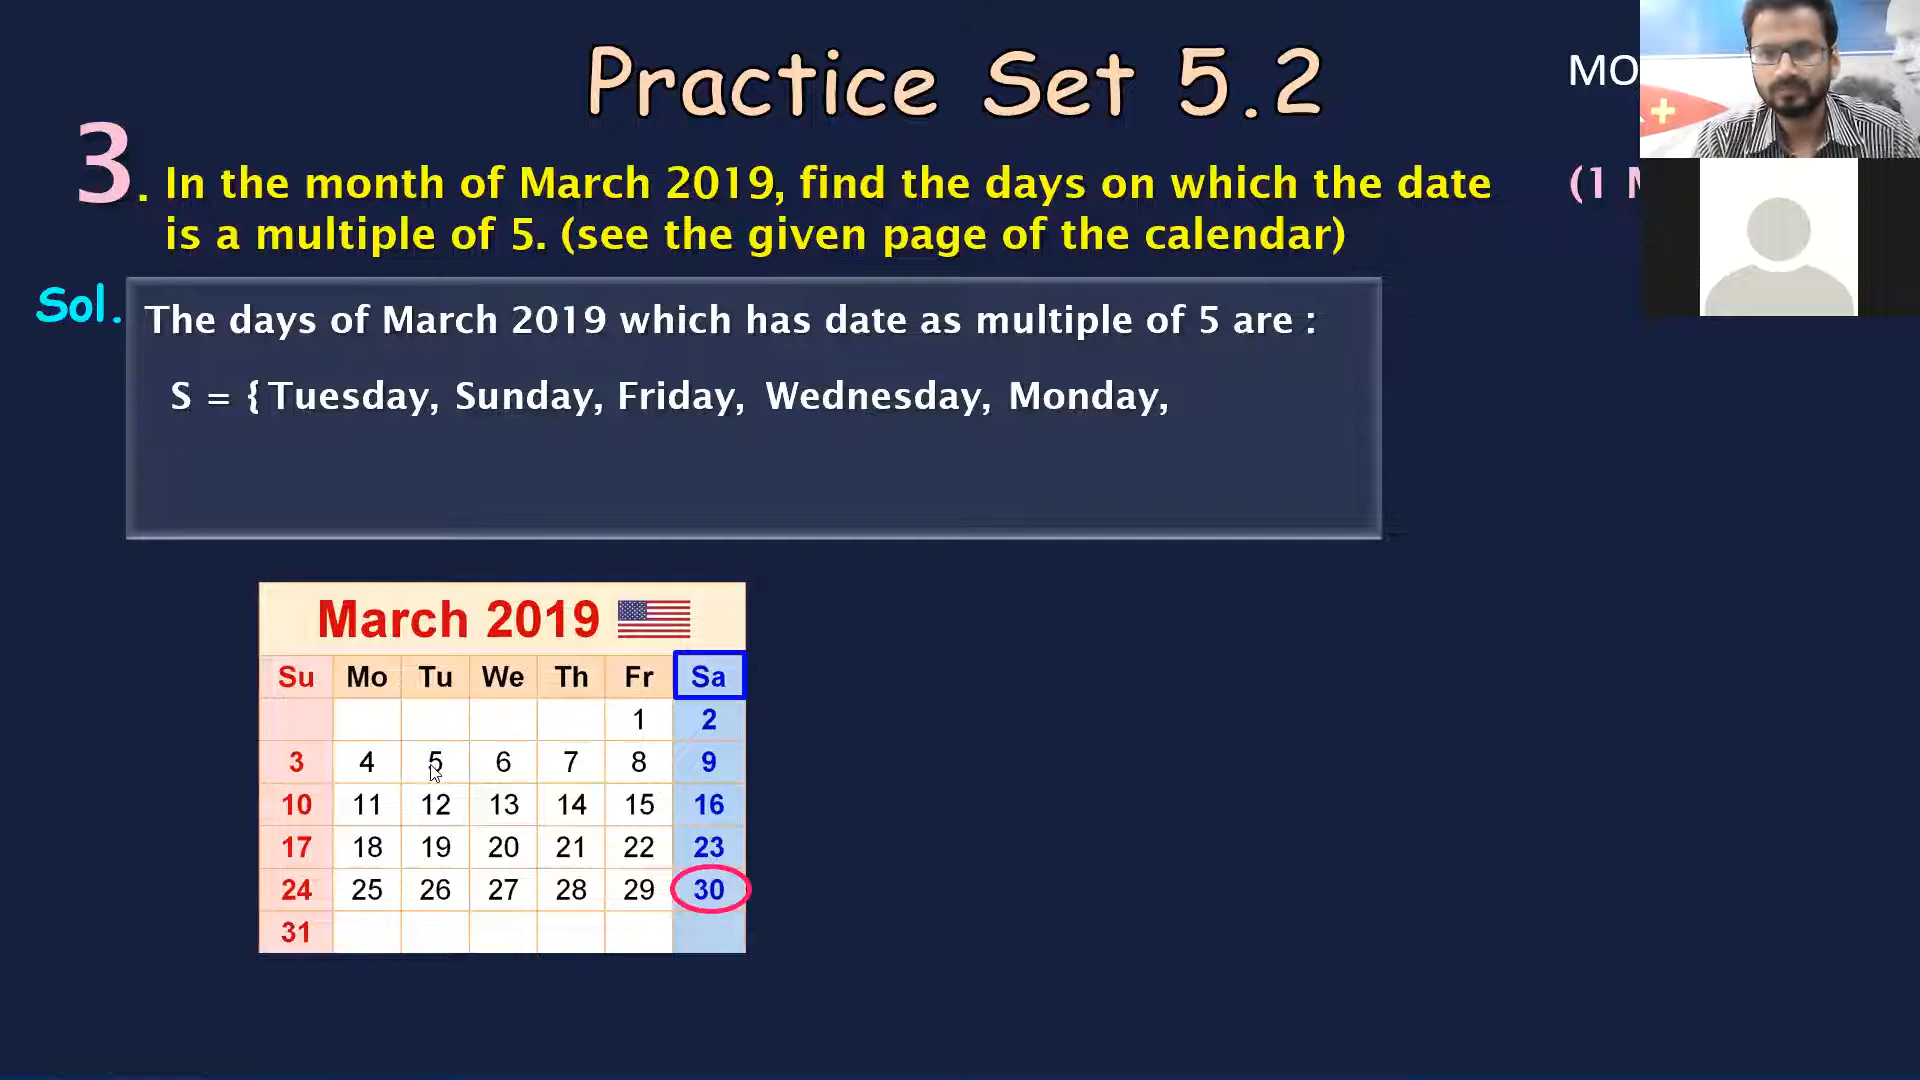 Practice Set 5.2
MO
3. In the month of March 2019, find the days on which the date
(1
is a multiple of 5. (see the given page of the calendar)
Sol.
The days of March 2019 which has date as multiple of 5 are :
S = { Tuesday, Sunday, Friday, Wednesday, Monday,
March 2019
Su Mo Tu We Th Fr Sa
1 2
3 4 5 6 7 8 9
10 11 12 13 14 15 16
17 18 19 20 21 22 23
24 25 26 27 28 29 30
31